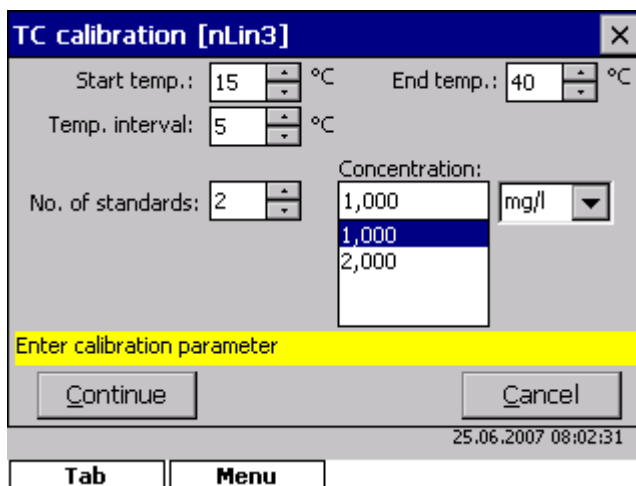 TC calibration [nLin3]
Start temp.: 15 °C End temp.: 40 °C
Temp. interval: 5 °C
Concentration:
No. of standards: 2 1,000 mg/l
1,000
2,000
Enter calibration parameter
Continue Cancel
25.06.2007 08:02:31
Tab Menu